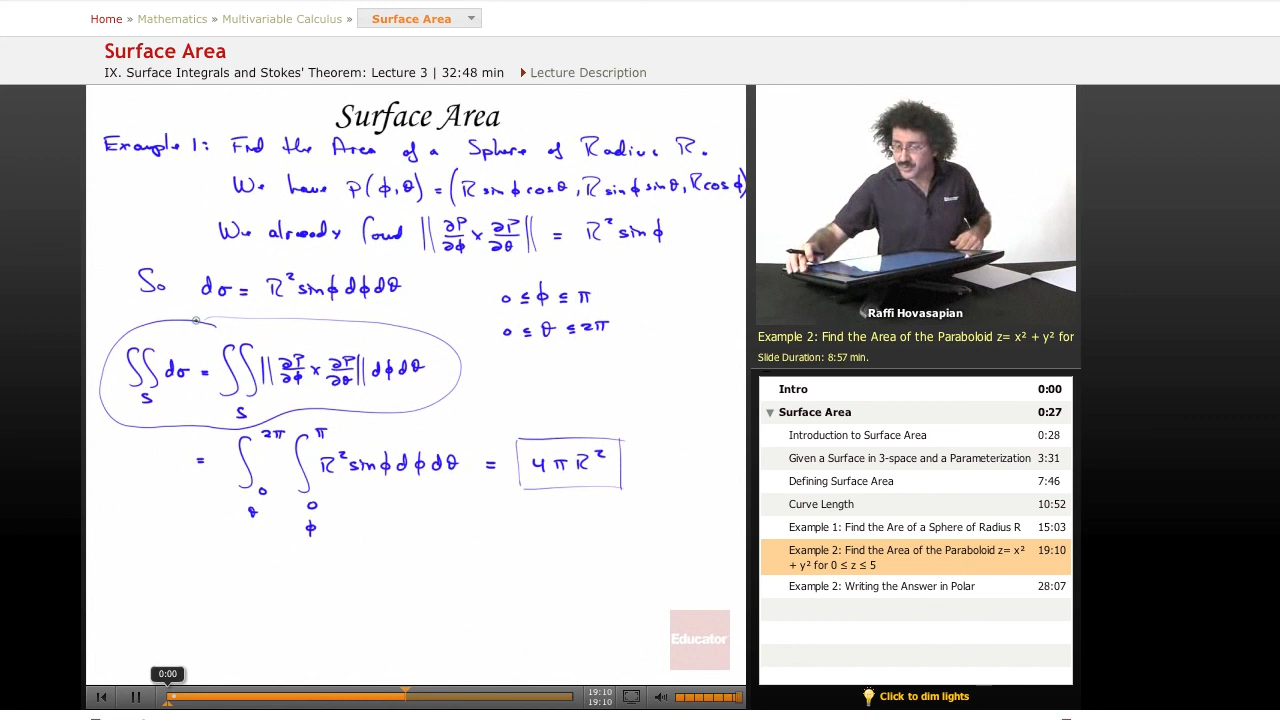 Home » Mathematics » Multivariable Calculus » Surface Area
Surface Area
IX. Surface Integrals and Stokes' Theorem: Lecture 3 | 32:48 min Lecture Description
Surface Area
Example 1: Find the Area of a Sphere of Radius R.
We have P(φ,θ) = (R sin φ cos θ, R sin φ sin θ, R cos φ)
We already found ||∂P/∂φ × ∂P/∂θ|| = R² sin φ
So dσ = R² sin φ dφ dθ
0 ≤ φ ≤ π
0 ≤ θ ≤ 2π
∬_S dσ = ∬_S ||∂P/∂φ × ∂P/∂θ|| dφ dθ
= ∫_0^{2π} ∫_0^π R² sin φ dφ dθ = 4πR²
θ φ
Educator
0:00
19:10
19:10
Raffi Hovasapian
Example 2: Find the Area of the Paraboloid z= x² + y² for
Slide Duration: 8:57 min.
Intro 0:00
Surface Area 0:27
Introduction to Surface Area 0:28
Given a Surface in 3-space and a Parameterization 3:31
Defining Surface Area 7:46
Curve Length 10:52
Example 1: Find the Are of a Sphere of Radius R 15:03
Example 2: Find the Area of the Paraboloid z= x² 19:10
+ y² for 0 ≤ z ≤ 5
Example 2: Writing the Answer in Polar 28:07
Click to dim lights